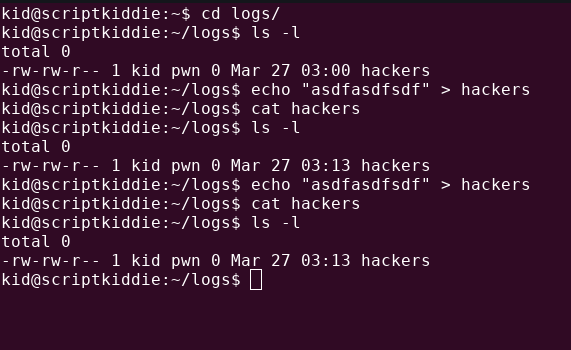 kid@scriptkiddie:~$ cd logs/
kid@scriptkiddie:~/logs$ ls -l
total 0
-rw-rw-r-- 1 kid pwn 0 Mar 27 03:00 hackers
kid@scriptkiddie:~/logs$ echo "asdfasdfsdf" > hackers
kid@scriptkiddie:~/logs$ cat hackers
kid@scriptkiddie:~/logs$ ls -l
total 0
-rw-rw-r-- 1 kid pwn 0 Mar 27 03:13 hackers
kid@scriptkiddie:~/logs$ echo "asdfasdfsdf" > hackers
kid@scriptkiddie:~/logs$ cat hackers
kid@scriptkiddie:~/logs$ ls -l
total 0
-rw-rw-r-- 1 kid pwn 0 Mar 27 03:13 hackers
kid@scriptkiddie:~/logs$